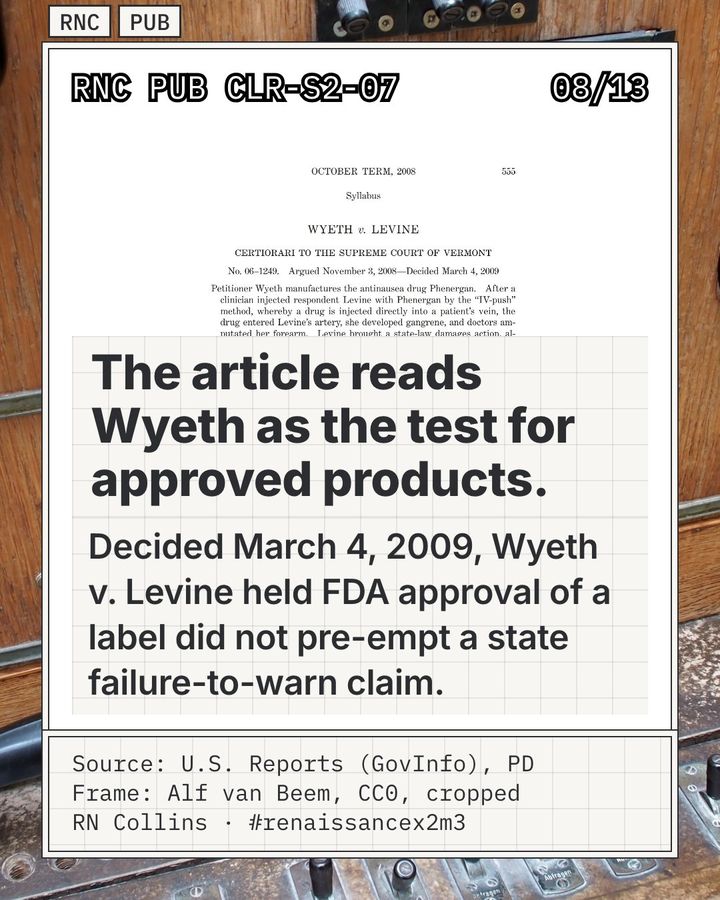 RNC PUB
RNC PUB CLR-S2-07 08/13
OCTOBER TERM, 2008 555
Syllabus
WYETH v. LEVINE
CERTIORARI TO THE SUPREME COURT OF VERMONT
No. 06–1249. Argued November 3, 2008—Decided March 4, 2009
Petitioner Wyeth manufactures the antinausea drug Phenergan. After a
clinician injected respondent Levine with Phenergan by the “IV-push”
method, whereby a drug is injected directly into a patient’s vein, the
drug entered Levine’s artery, she developed gangrene, and doctors am-
putated her forearm. Levine brought a state-law damages action, al-
The article reads
Wyeth as the test for
approved products.
Decided March 4, 2009, Wyeth
v. Levine held FDA approval of a
label did not pre-empt a state
failure-to-warn claim.
Source: U.S. Reports (GovInfo), PD
Frame: Alf van Beem, CC0, cropped
RN Collins · #renaissancex2m3
Abfragen